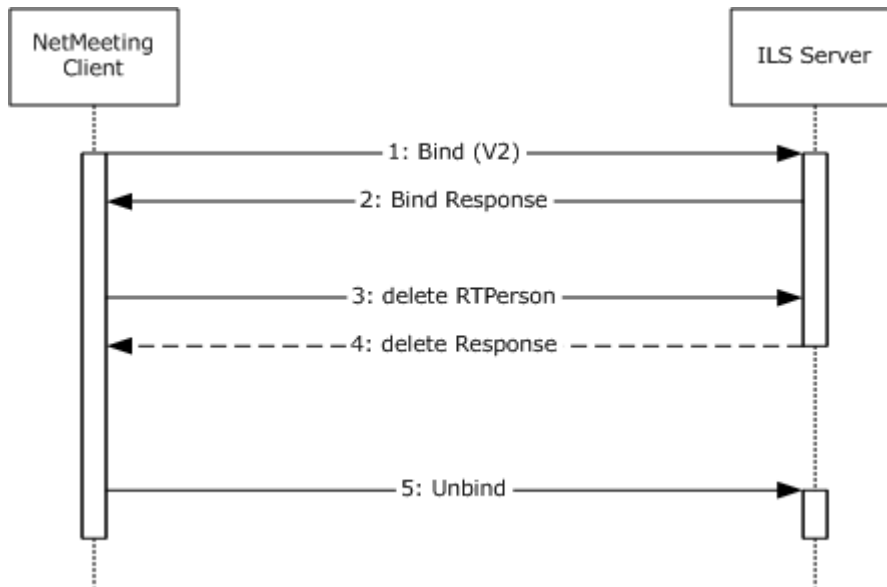 NetMeeting
Client
ILS Server
1: Bind (V2)
2: Bind Response
3: delete RTPerson
4: delete Response
5: Unbind